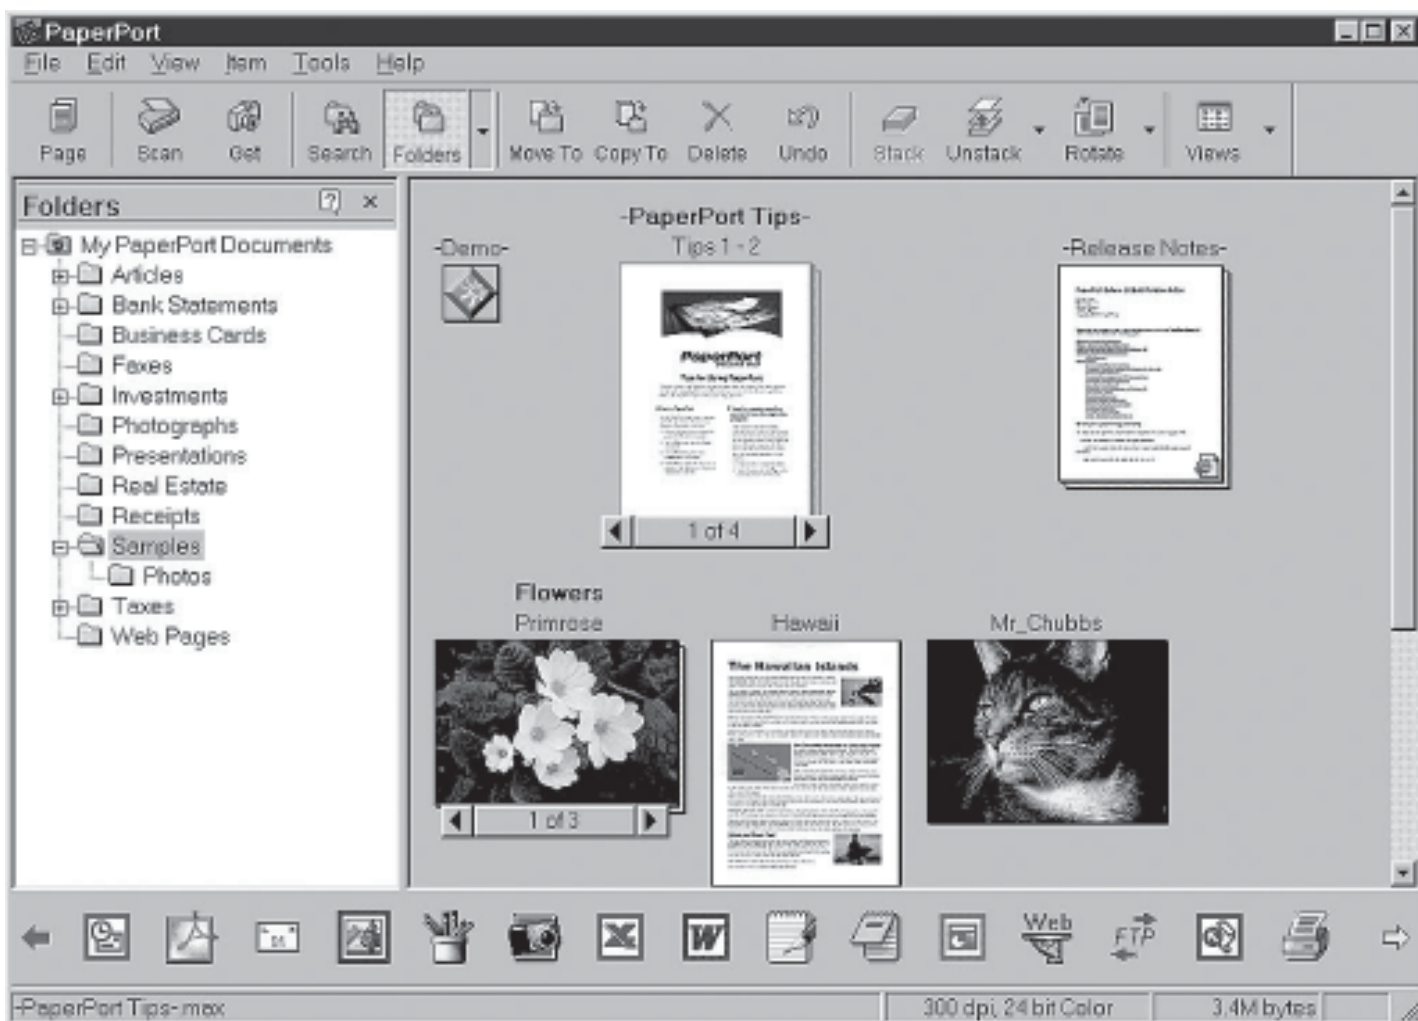 PaperPort
File Edit View Item Tools Help
Page Scan Get Search Folders Move To Copy To Delete Undo Stack Unstack Rotate Views
Folders
My PaperPort Documents
Articles
Bank Statements
Business Cards
Faxes
Investments
Photographs
Presentations
Real Estate
Receipts
Samples
Photos
Taxes
Web Pages
-PaperPort Tips-
-Demo- Tips 1 - 2 -Release Notes-
PaperPort
1 of 4
Flowers
Primrose Hawaii Mr_Chubbs
The Hawaiian Islands
1 of 3
Web
FTP
-PaperPort Tips-.max 300 dpi, 24 bit Color 3.4M bytes